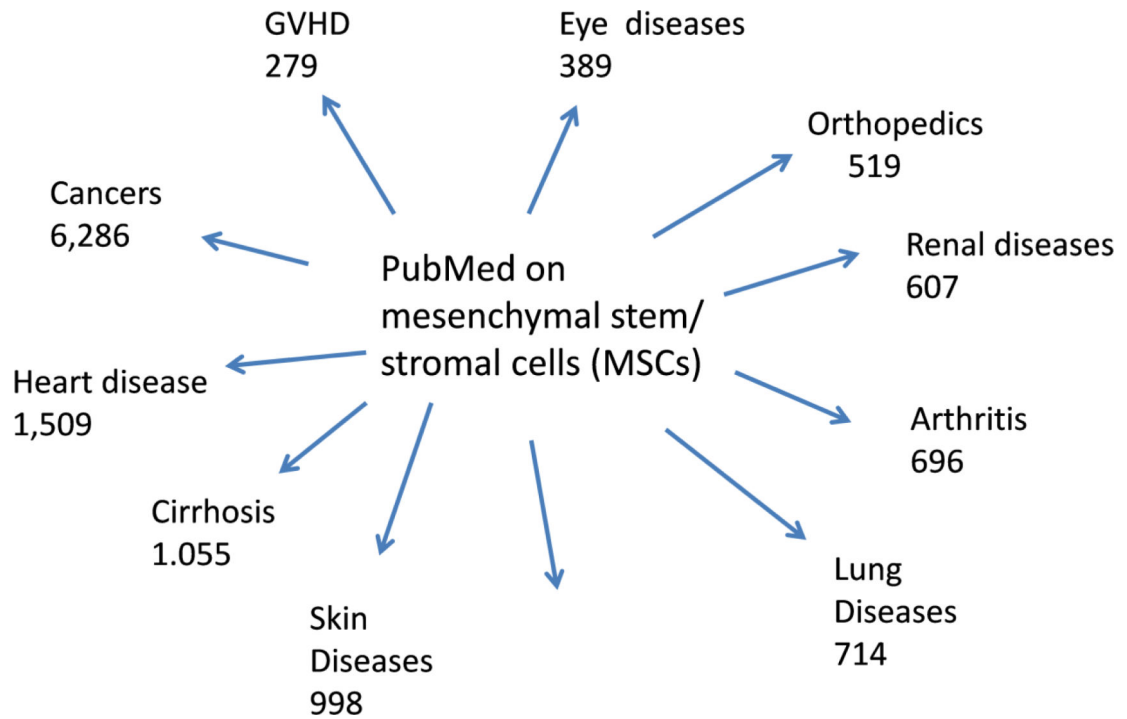 GVHD
279
Eye diseases
389
Orthopedics
519
Cancers
6,286
Renal diseases
607
PubMed on
mesenchymal stem/
stromal cells (MSCs)
Heart disease
1,509
Arthritis
696
Cirrhosis
1.055
Lung
Diseases
714
Skin
Diseases
998